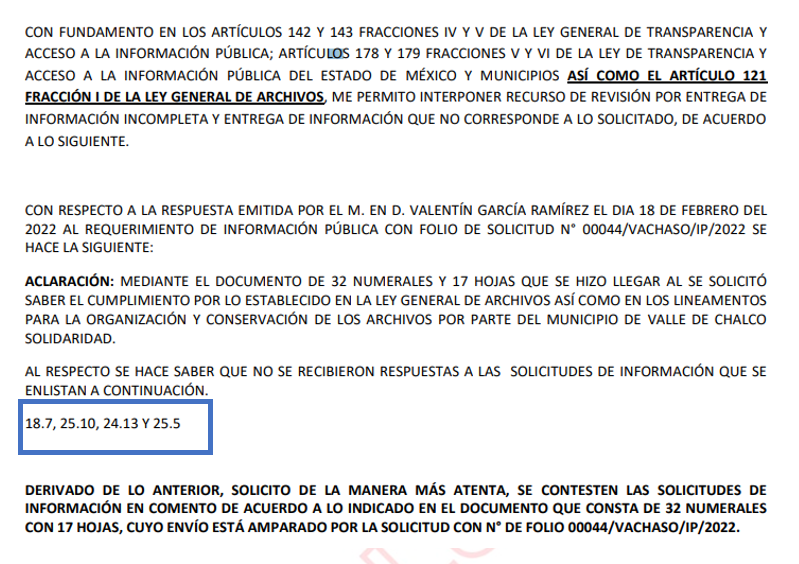 CON FUNDAMENTO EN LOS ARTÍCULOS 142 Y 143 FRACCIONES IV Y V DE LA LEY GENERAL DE TRANSPARENCIA Y
ACCESO A LA INFORMACIÓN PÚBLICA; ARTÍCULOS 178 Y 179 FRACCIONES V Y VI DE LA LEY DE TRANSPARENCIA Y
ACCESO A LA INFORMACIÓN PÚBLICA DEL ESTADO DE MÉXICO Y MUNICIPIOS ASÍ COMO EL ARTÍCULO 121
FRACCIÓN I DE LA LEY GENERAL DE ARCHIVOS, ME PERMITO INTERPONER RECURSO DE REVISIÓN POR ENTREGA DE
INFORMACIÓN INCOMPLETA Y ENTREGA DE INFORMACIÓN QUE NO CORRESPONDE A LO SOLICITADO, DE ACUERDO
A LO SIGUIENTE.
CON RESPECTO A LA RESPUESTA EMITIDA POR EL M. EN D. VALENTÍN GARCÍA RAMÍREZ EL DIA 18 DE FEBRERO DEL
2022 AL REQUERIMIENTO DE INFORMACIÓN PÚBLICA CON FOLIO DE SOLICITUD N° 00044/VACHASO/IP/2022 SE
HACE LA SIGUIENTE:
ACLARACIÓN: MEDIANTE EL DOCUMENTO DE 32 NUMERALES Y 17 HOJAS QUE SE HIZO LLEGAR AL SE SOLICITÓ
SABER EL CUMPLIMIENTO POR LO ESTABLECIDO EN LA LEY GENERAL DE ARCHIVOS ASÍ COMO EN LOS LINEAMENTOS
PARA LA ORGANIZACIÓN Y CONSERVACIÓN DE LOS ARCHIVOS POR PARTE DEL MUNICIPIO DE VALLE DE CHALCO
SOLIDARIDAD.
AL RESPECTO SE HACE SABER QUE NO SE RECIBIERON RESPUESTAS A LAS SOLICITUDES DE INFORMACIÓN QUE SE
ENLISTAN A CONTINUACIÓN.
18.7, 25.10, 24.13 Y 25.5
DERIVADO DE LO ANTERIOR, SOLICITO DE LA MANERA MÁS ATENTA, SE CONTESTEN LAS SOLICITUDES DE
INFORMACIÓN EN COMENTO DE ACUERDO A LO INDICADO EN EL DOCUMENTO QUE CONSTA DE 32 NUMERALES
CON 17 HOJAS, CUYO ENVÍO ESTÁ AMPARADO POR LA SOLICITUD CON N° DE FOLIO 00044/VACHASO/IP/2022.